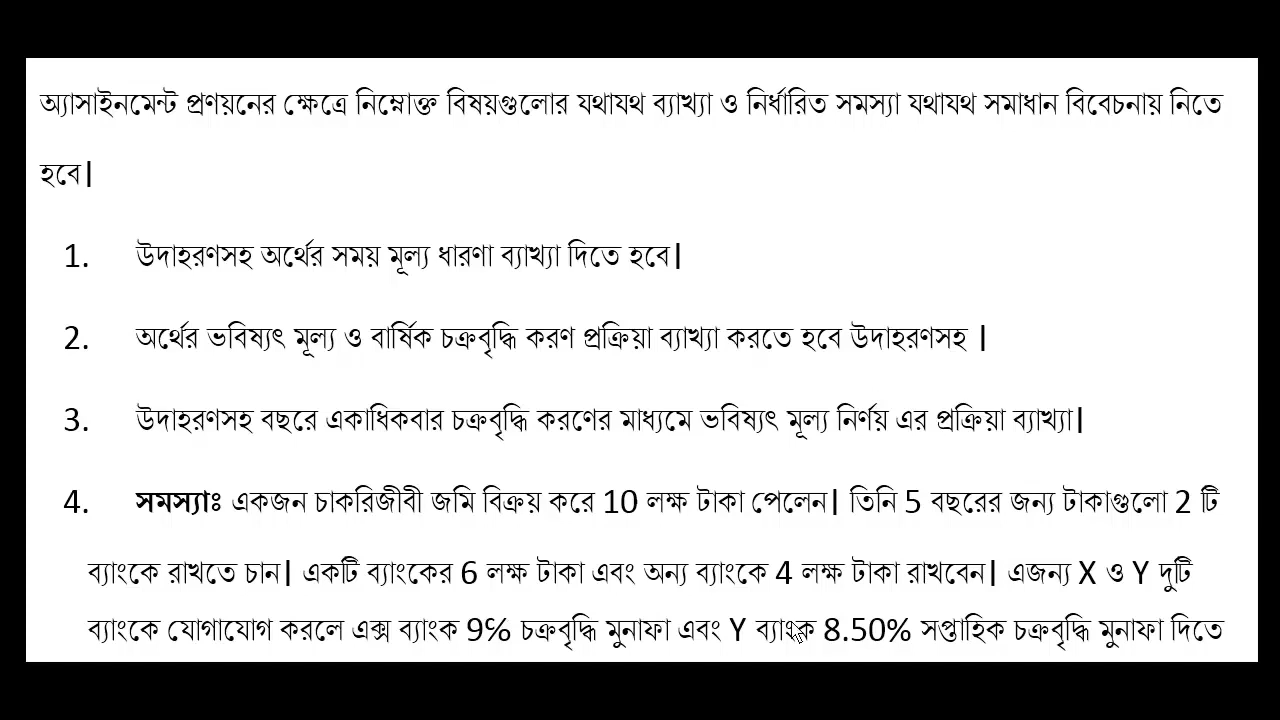 অ্যাসাইনমেন্ট প্রণয়নের ক্ষেত্রে নিম্নোক্ত বিষয়গুলোর যথাযথ ব্যাখ্যা ও নির্ধারিত সমস্যা যথাযথ সমাধান বিবেচনায় নিতে
হবে|
1. উদাহরণসহ অর্থের সময় মূল্য ধারণা ব্যাখ্যা দিতে হবে|
2. অর্থের ভবিষ্যৎ মূল্য ও বার্ষিক চক্রবৃদ্ধি করণ প্রক্রিয়া ব্যাখ্যা করতে হবে উদাহরণসহ |
3. উদাহরণসহ বছরে একাধিকবার চক্রবৃদ্ধি করণের মাধ্যমে ভবিষ্যৎ মূল্য নির্ণয় এর প্রক্রিয়া ব্যাখ্যা|
4. সমস্যাঃ একজন চাকরিজীবী জমি বিক্রয় করে 10 লক্ষ টাকা পেলেন| তিনি 5 বছরের জন্য টাকাগুলো 2 টি
ব্যাংকে রাখতে চান| একটি ব্যাংকের 6 লক্ষ টাকা এবং অন্য ব্যাংকে 4 লক্ষ টাকা রাখবেন| এজন্য X ও Y দুটি
ব্যাংকে যোগাযোগ করলে এক্স ব্যাংক 9% চক্রবৃদ্ধি মুনাফা এবং Y ব্যাংক 8.50% সপ্তাহিক চক্রবৃদ্ধি মুনাফা দিতে